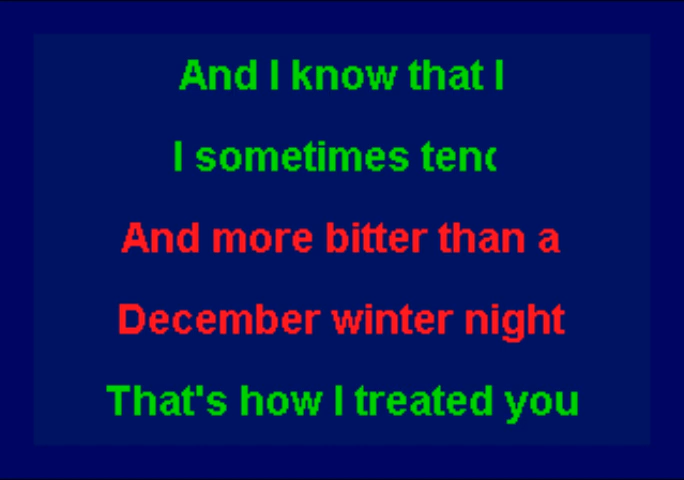 And I know that I
I sometimes
And more bitter than a
December winter night
That's how I treated you